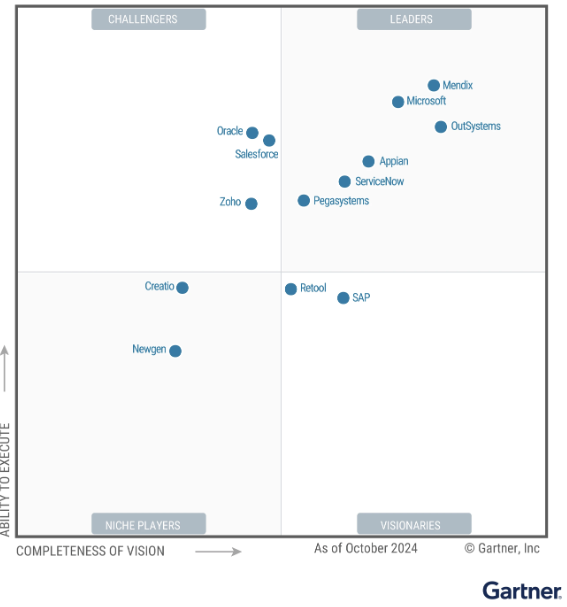 CHALLENGERS
LEADERS
Mendix
Microsoft
OutSystems
Oracle
Salesforce
Appian
ServiceNow
Zoho
Pegasystems
Creatio
Retool
SAP
Newgen
ABILITY TO EXECUTE
NICHE PLAYERS
VISIONARIES
COMPLETENESS OF VISION
As of October 2024
© Gartner, Inc
Gartner